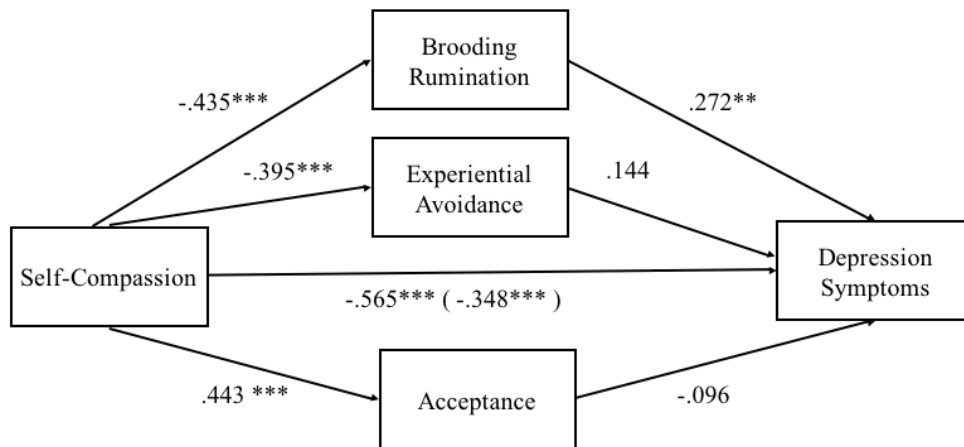 Brooding
Rumination
-.435***
.272**
-.395***
Experiential
Avoidance
.144
Self-Compassion
Depression
Symptoms
-.565*** ( -.348*** )
.443 ***
Acceptance
-.096